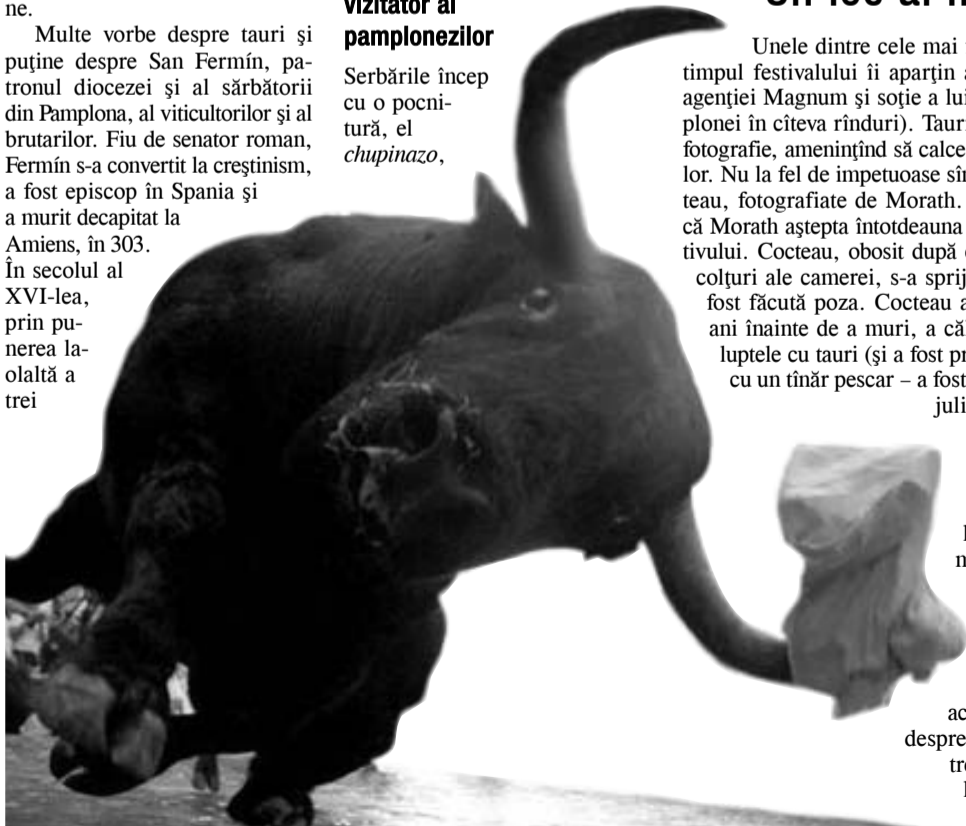 ne.
Multe vorbe despre tauri şi
puţine despre San Fermín, pa-
tronul diocezei şi al sărbătorii
din Pamplona, al viticultorilor şi al
brutarilor. Fiu de senator roman,
Fermín s-a convertit la creştinism,
a fost episcop în Spania şi
a murit decapitat la
Amiens, în 303.
În secolul al
XVI-lea,
prin pu-
nerea la-
olaltă a
trei
vizitator al
pamplonezilor
Serbările încep
cu o pocni-
tură, el
chupinazo,
Unele dintre cele mai
timpul festivalului îi aparţin
agenţiei Magnum şi soţie a lui
plonei în cîteva rînduri). Tauri
fotografie, ameninţînd să calce
lor. Nu la fel de impetuoase sîn
teau, fotografiate de Morath.
că Morath aştepta întotdeauna
tivului. Cocteau, obosit după
colţuri ale camerei, s-a sprij
fost făcută poza. Cocteau a
ani înainte de a muri, a că
luptele cu tauri (şi a fost pr
cu un tînăr pescar – a fost
juli
n
ac
despre
tre